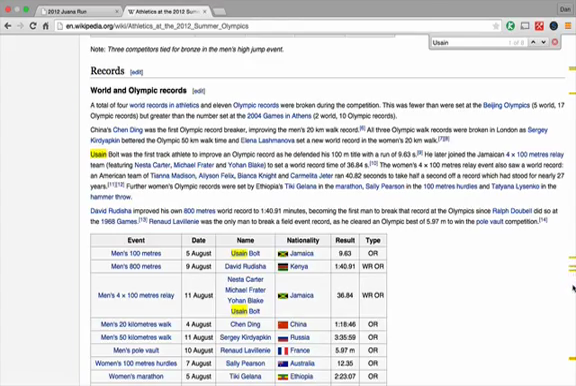 2012 Juana Run
Athletics at the 2012 Sum
Dan
en.wikipedia.org/wiki/Athletics_at_the_2012_Summer_Olympics
Usain
1 of 8
Note: Three competitors tied for bronze in the men's high jump event.
Records [edit]
World and Olympic records [edit]
A total of four world records in athletics and eleven Olympic records were broken during the competition. This was fewer than were set at the Beijing Olympics (5 world, 17
Olympic records) but greater than the number set at the 2004 Games in Athens (2 world, 10 Olympic records).
China's Chen Ding was the first Olympic record breaker, improving the men's 20 km walk record.[6] All three Olympic walk records were broken in London as Sergey
Kirdyapkin bettered the Olympic 50 km walk time and Elena Lashmanova set a new world record in the women's 20 km walk.[7][8]
Usain Bolt was the first track athlete to improve an Olympic record as he defended his 100 m title with a run of 9.63 s.[9] He later joined the Jamaican 4 × 100 metres relay
team (featuring Nesta Carter, Michael Frater and Yohan Blake) to set a world record time of 36.84 s.[10] The women's 4 × 100 metres relay event also saw a world record:
an American team of Tianna Madison, Allyson Felix, Bianca Knight and Carmelita Jeter ran 40.82 seconds to take half a second off a record which had stood for nearly 27
years.[11][12] Further women's Olympic records were set by Ethiopia's Tiki Gelana in the marathon, Sally Pearson in the 100 metres hurdles and Tatyana Lysenko in the
hammer throw.
David Rudisha improved his own 800 metres world record to 1:40.91 minutes, becoming the first man to break that record at the Olympics since Ralph Doubell did so at
the 1968 Games.[13] Renaud Lavillenie was the only man to break a field event record, as he cleared an Olympic best of 5.97 m to win the pole vault competition.[14]
Event Date Name Nationality Result Type
Men's 100 metres 5 August Usain Bolt Jamaica 9.63 OR
Men's 800 metres 9 August David Rudisha Kenya 1:40.91 WR OR
Nesta Carter
Michael Frater
Men's 4 × 100 metres relay 11 August Yohan Blake Jamaica 36.84 WR OR
Usain Bolt
Men's 20 kilometres walk 4 August Chen Ding China 1:18:46 OR
Men's 50 kilometres walk 11 August Sergey Kirdyapkin Russia 3:35:59 OR
Men's pole vault 10 August Renaud Lavillenie France 5.97 m OR
Women's 100 metres hurdles 7 August Sally Pearson Australia 12.35 OR
Women's marathon 5 August Tiki Gelana Ethiopia 2:23:07 OR